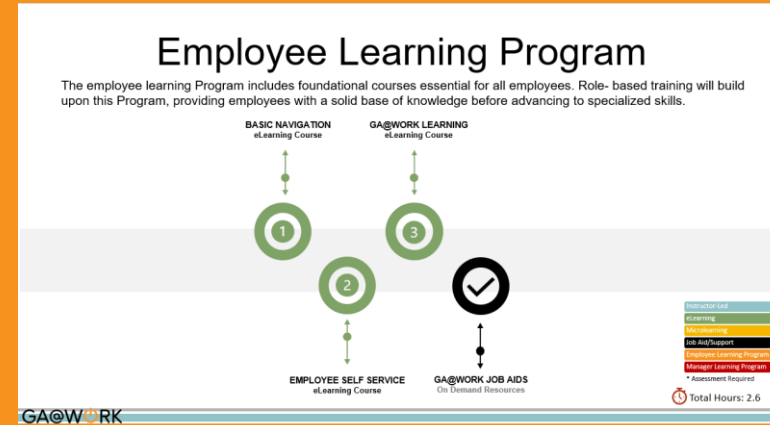 Employee Learning Program
The employee learning Program includes foundational courses essential for all employees. Role- based training will build
upon this Program, providing employees with a solid base of knowledge before advancing to specialized skills.
BASIC NAVIGATION
eLearning Course
GA@WORK LEARNING
eLearning Course
1
3
2
EMPLOYEE SELF SERVICE
eLearning Course
GA@WORK JOB AIDS
On Demand Resources
Instructor-Led
eLearning
Microlearning
Job Aid/Support
Employee Learning Program
Manager Learning Program
* Assessment Required
Total Hours: 2.6
GA@WORK